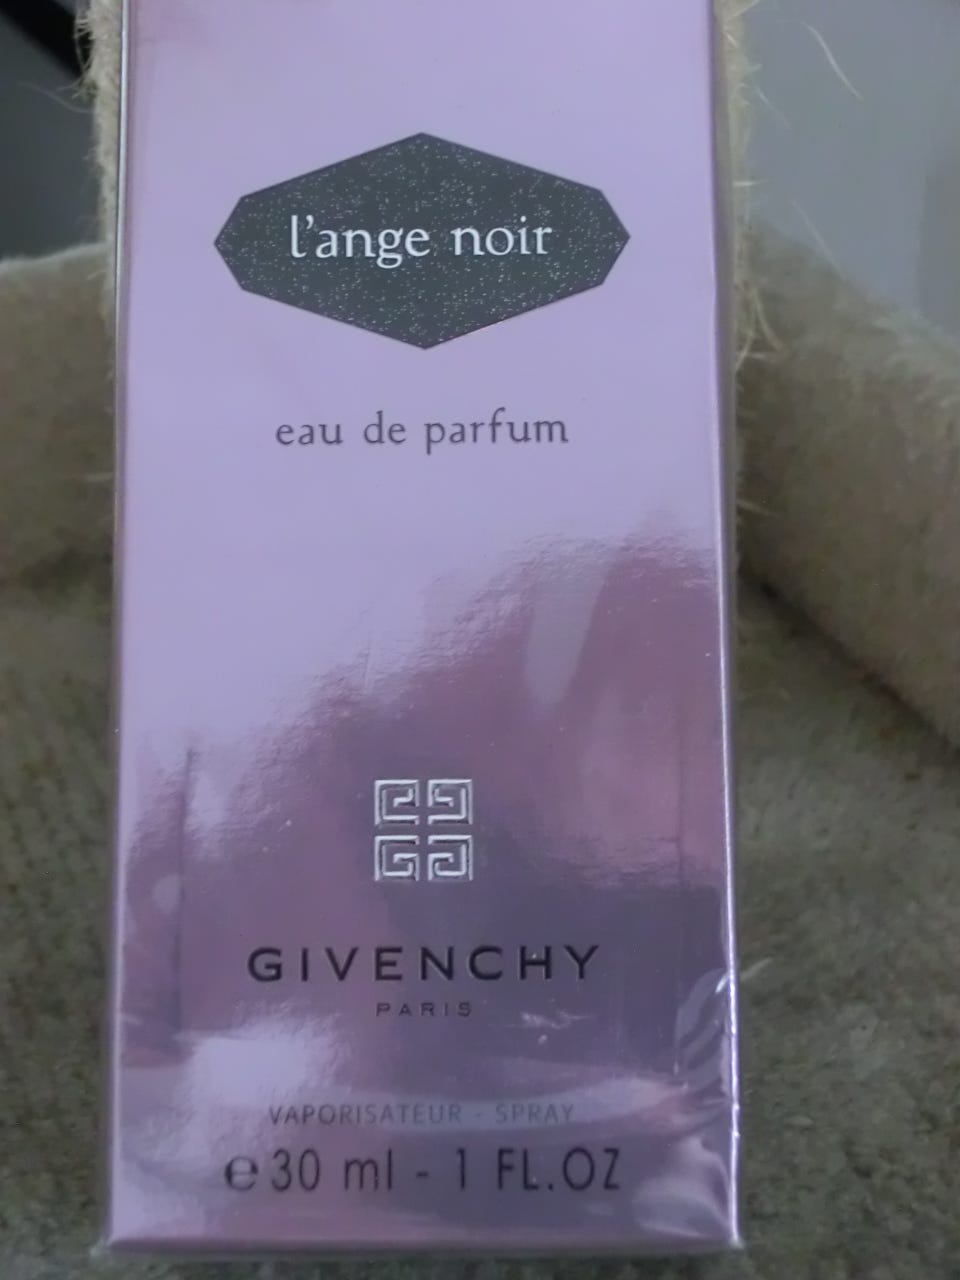 l'ange noir
eau de parfum
GIVENCHY
PARIS
VAPORISATEUR - SPRAY
℮30 ml - 1 FL.OZ